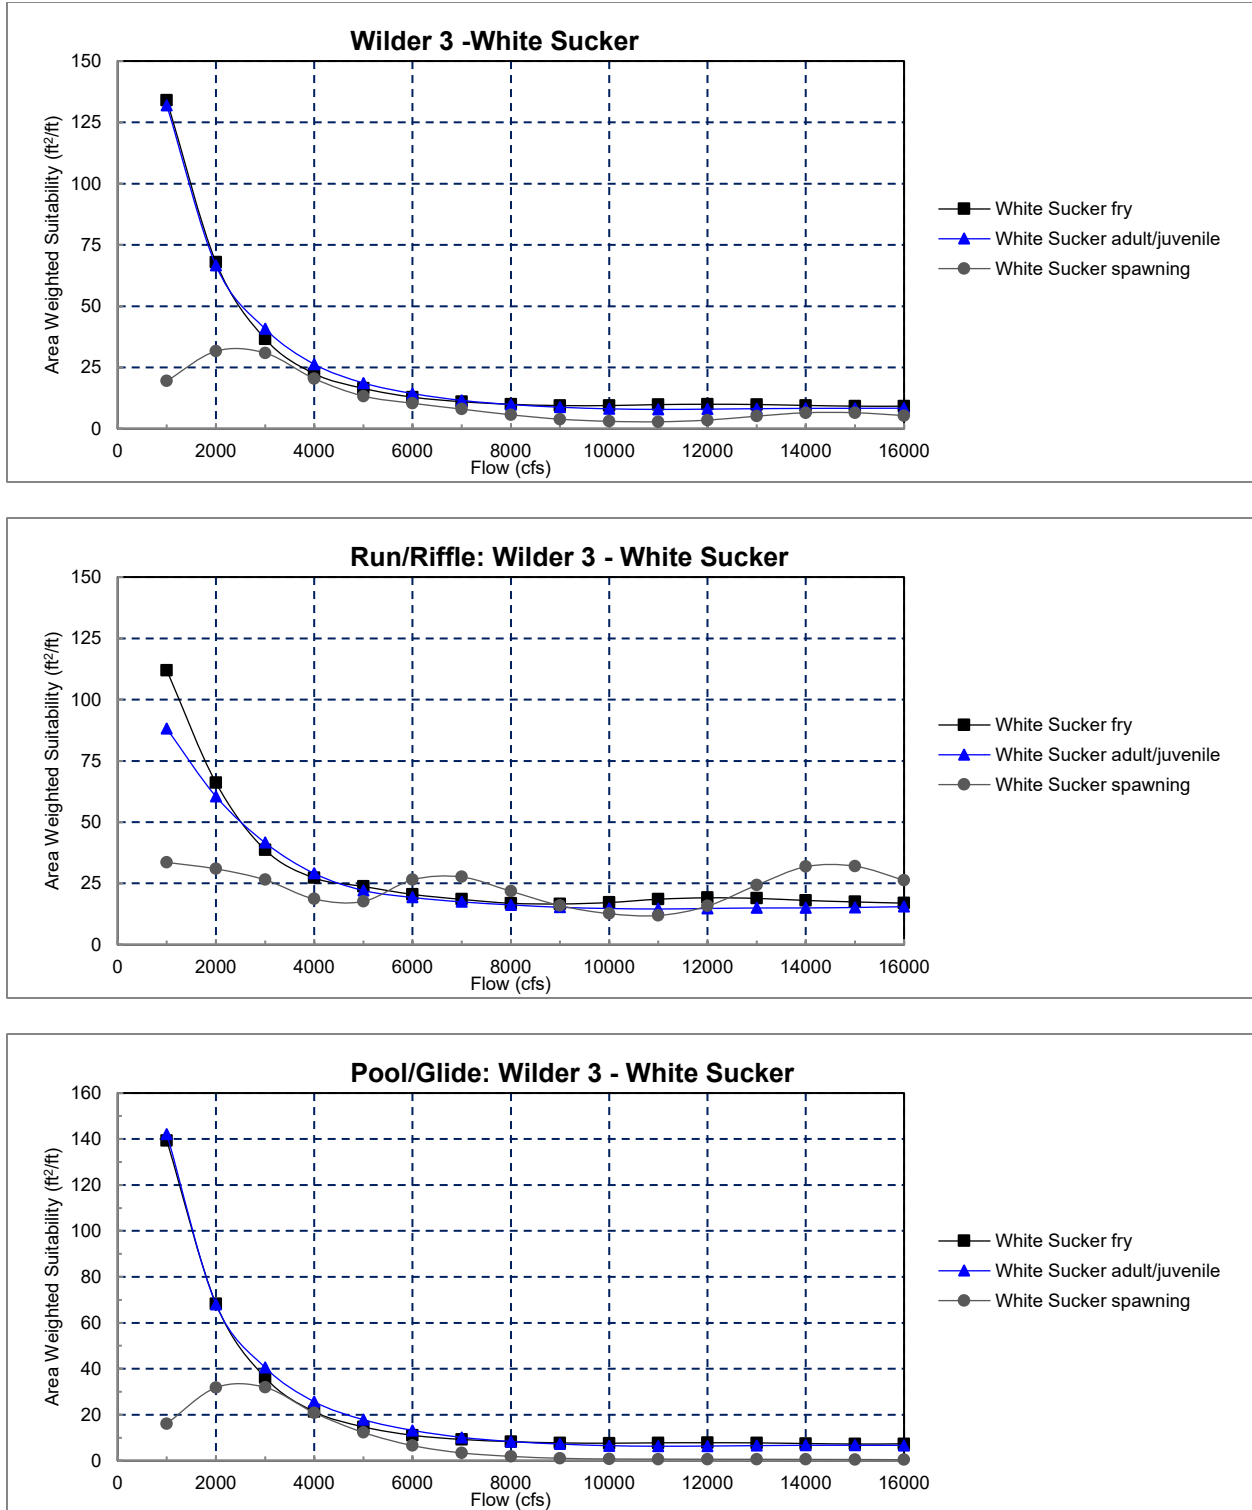 Wilder 3 -White Sucker
Area Weighted Suitability (ft²/ft)
150
125
100
75
50
25
0
0 2000 4000 6000 8000 10000 12000 14000 16000
Flow (cfs)
White Sucker fry
White Sucker adult/juvenile
White Sucker spawning
Run/Riffle: Wilder 3 - White Sucker
Area Weighted Suitability (ft²/ft)
150
125
100
75
50
25
0
0 2000 4000 6000 8000 10000 12000 14000 16000
Flow (cfs)
White Sucker fry
White Sucker adult/juvenile
White Sucker spawning
Pool/Glide: Wilder 3 - White Sucker
Area Weighted Suitability (ft²/ft)
160
140
120
100
80
60
40
20
0
0 2000 4000 6000 8000 10000 12000 14000 16000
Flow (cfs)
White Sucker fry
White Sucker adult/juvenile
White Sucker spawning